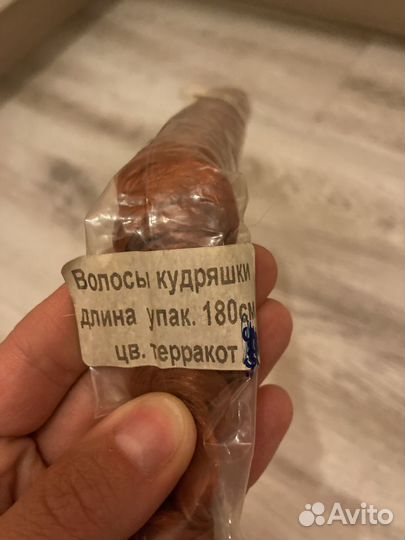 Волосы кудряшки
длина упак. 180см
цв. терракот
Avito